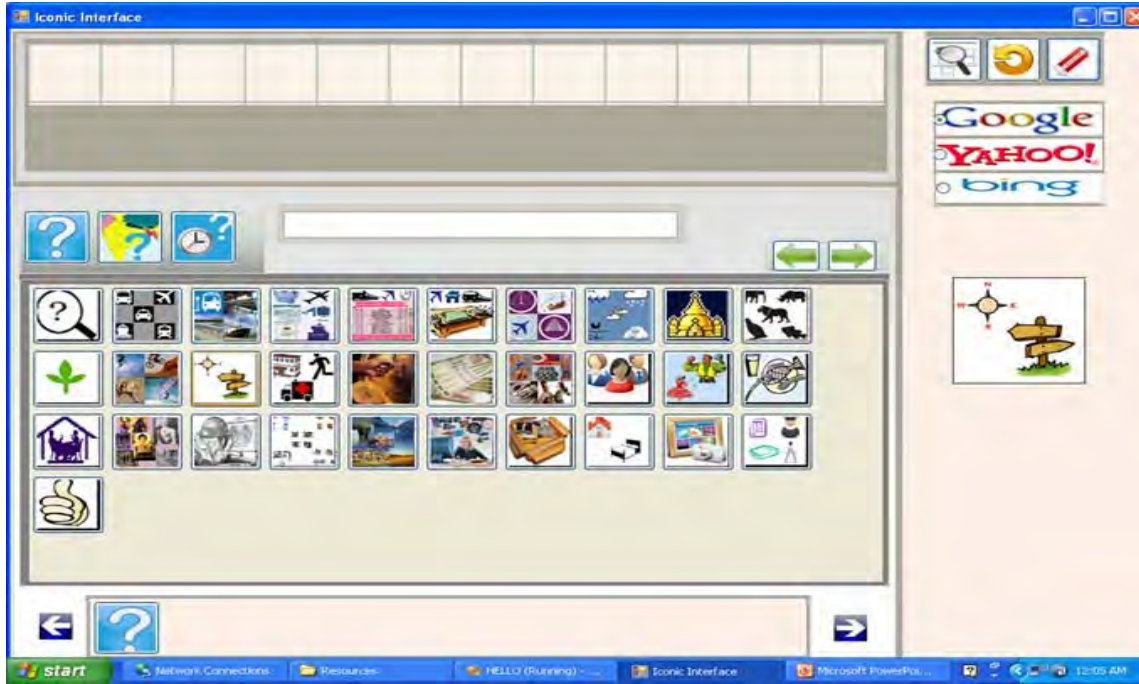 Iconic Interface
Google
YAHOO!
bing
?
?
?
?
N
W E
S
?
start
Network Connections
Resources
HELLO (Running) - ...
Iconic Interface
Microsoft PowerPoi...
12:05 AM